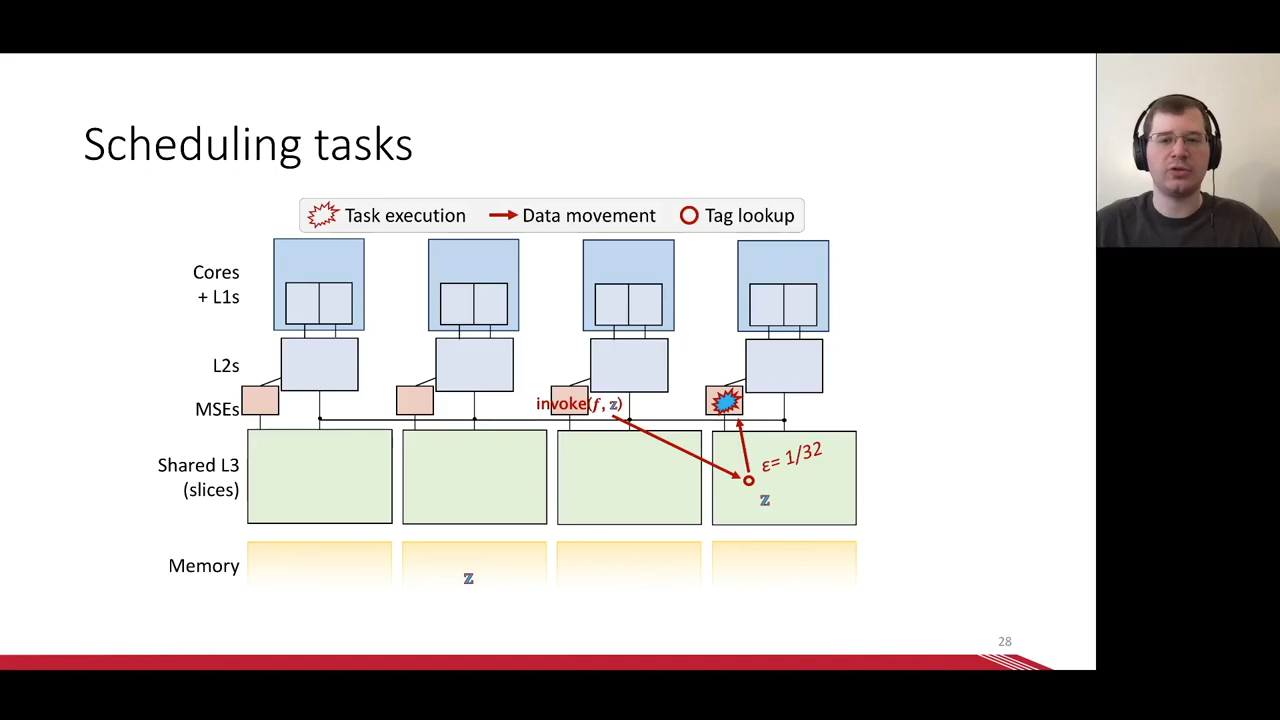 Scheduling tasks
Task execution
Data movement
Tag lookup
Cores
+ L1s
L2s
MSEs
invoke(f, z)
Shared L3
(slices)
ε= 1/32
z
Memory
z
28